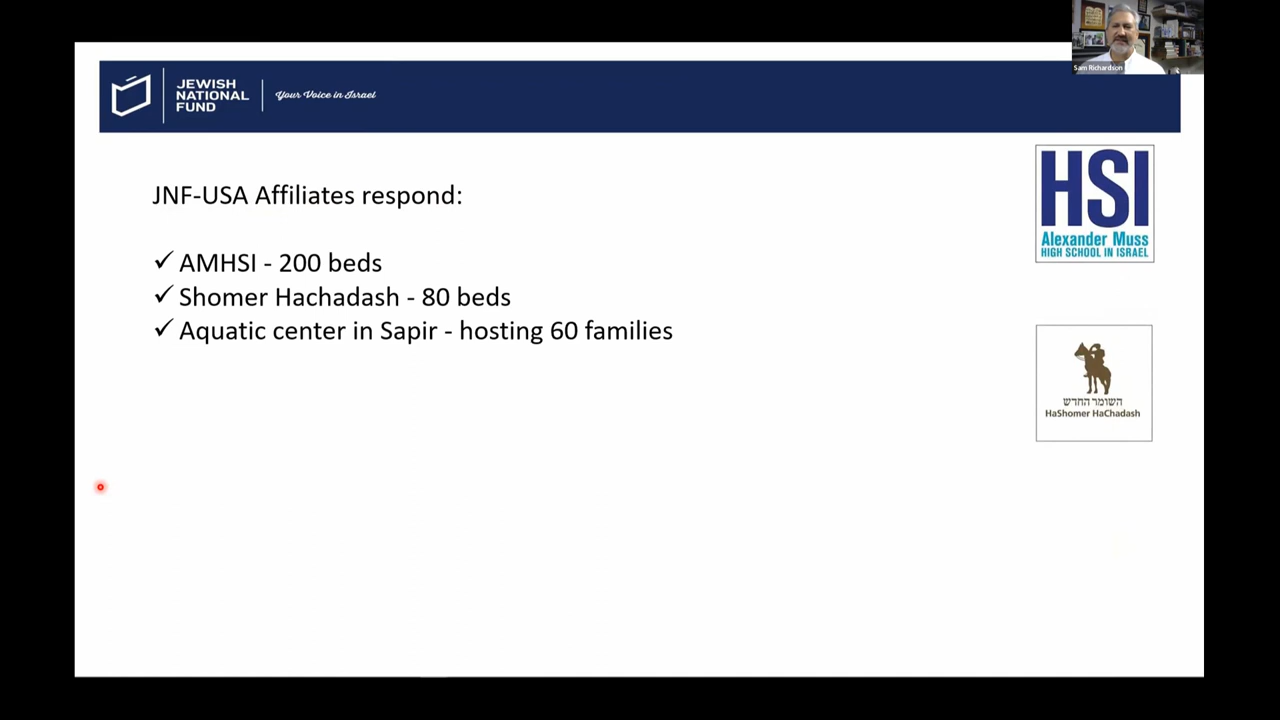 Sam Richardson
JEWISH
NATIONAL
FUND
Your Voice in Israel
JNF-USA Affiliates respond:
✓ AMHSI - 200 beds
✓ Shomer Hachadash - 80 beds
✓ Aquatic center in Sapir - hosting 60 families
HSI
Alexander Muss
HIGH SCHOOL IN ISRAEL
השומר החדש
HaShomer HaChadash